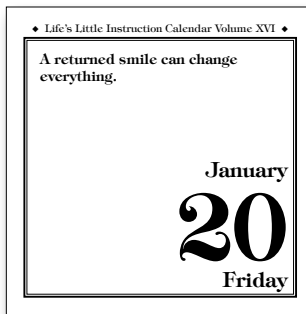 ◆ Life's Little Instruction Calendar Volume XVI ◆
A returned smile can change
everything.
January
20
Friday